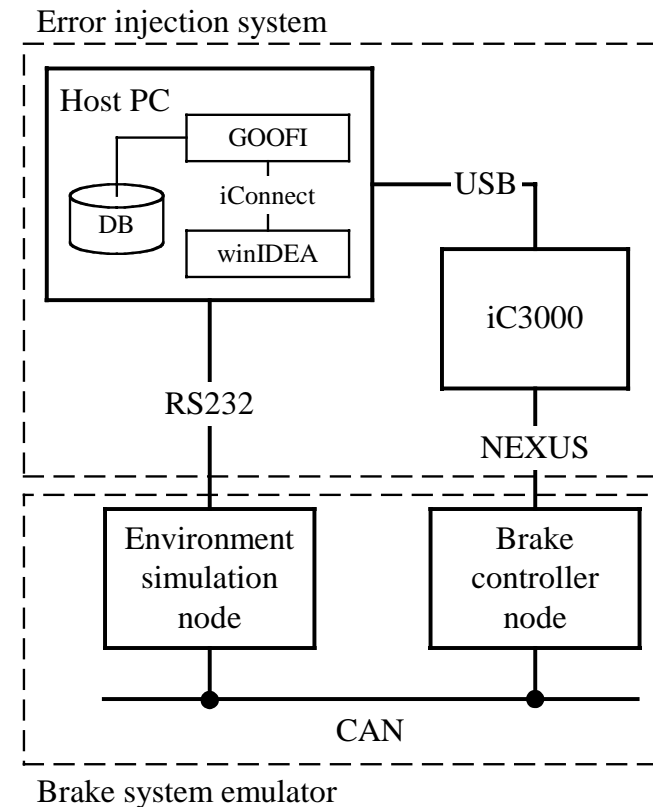 Error injection system
Host PC
GOOFI
iConnect
DB
winIDEA
USB
iC3000
RS232
NEXUS
Environment
simulation
node
Brake
controller
node
CAN
Brake system emulator